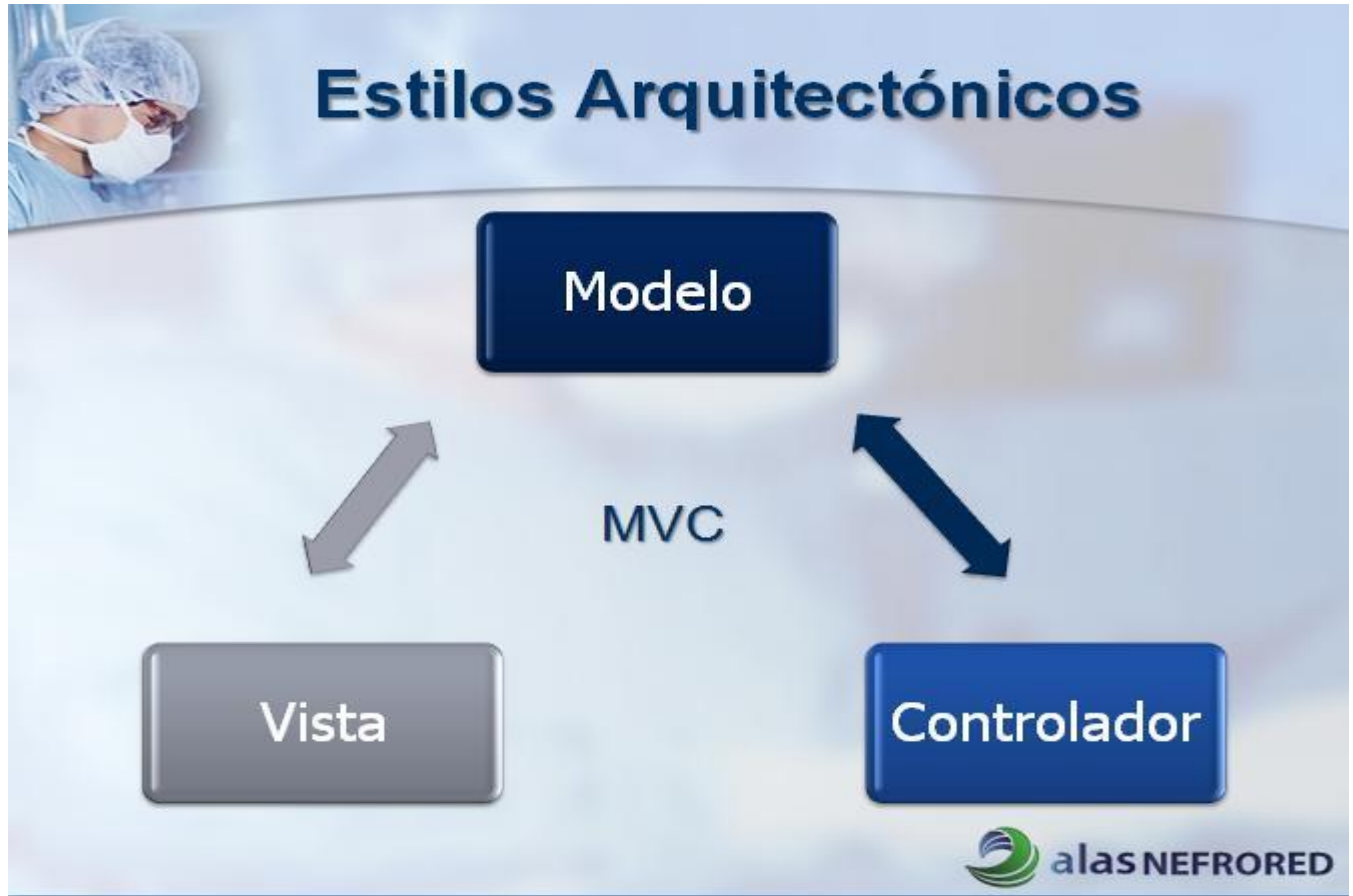 Estilos Arquitectónicos
Modelo
MVC
Vista
Controlador
alas NEFRORED